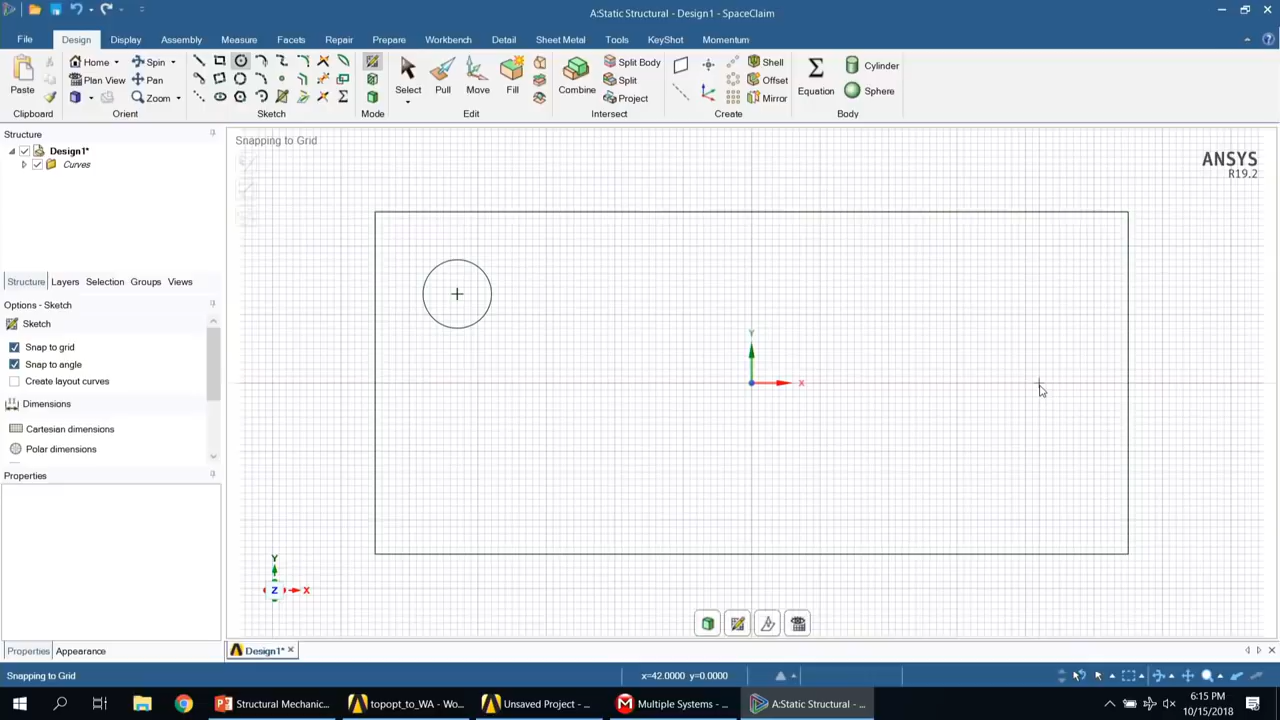 A:Static Structural - Design1 - SpaceClaim
File Design Display Assembly Measure Facets Repair Prepare Workbench Detail Sheet Metal Tools KeyShot Momentum
Paste
Home Spin
Plan View Pan
Zoom
Select Pull Move Fill
Combine
Split Body
Split
Project
Shell
Offset
Mirror
Equation
Cylinder
Sphere
Clipboard Orient Sketch Mode Edit Intersect Create Body
Structure
Design1*
Curves
Structure Layers Selection Groups Views
Options - Sketch
Sketch
Snap to grid
Snap to angle
Create layout curves
Dimensions
Cartesian dimensions
Polar dimensions
Properties
Properties Appearance
Snapping to Grid
ANSYS
R19.2
Y
X
Y
Z X
Design1*
Snapping to Grid x=42.0000 y=0.0000
Structural Mechanic... topopt_to_WA - Wo... Unsaved Project - ... Multiple Systems - ... A:Static Structural - ...
6:15 PM
10/15/2018